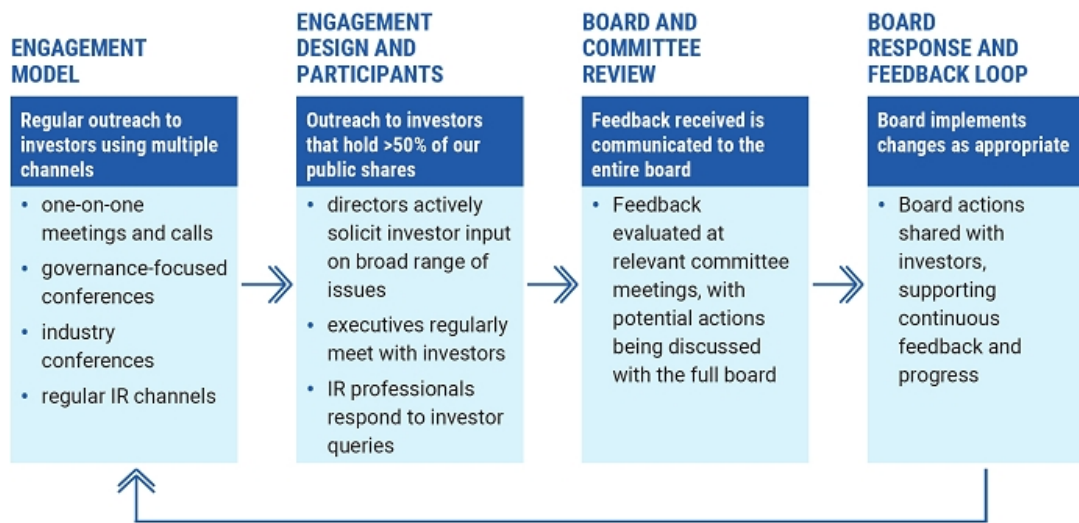 ENGAGEMENT
MODEL
Regular outreach to
investors using multiple
channels
• one-on-one
meetings and calls
• governance-focused
conferences
• industry
conferences
• regular IR channels
ENGAGEMENT
DESIGN AND
PARTICIPANTS
Outreach to investors
that hold >50% of our
public shares
• directors actively
solicit investor input
on broad range of
issues
• executives regularly
meet with investors
• IR professionals
respond to investor
queries
BOARD AND
COMMITTEE
REVIEW
Feedback received is
communicated to the
entire board
• Feedback
evaluated at
relevant committee
meetings, with
potential actions
being discussed
with the full board
BOARD
RESPONSE AND
FEEDBACK LOOP
Board implements
changes as appropriate
• Board actions
shared with
investors,
supporting
continuous
feedback and
progress